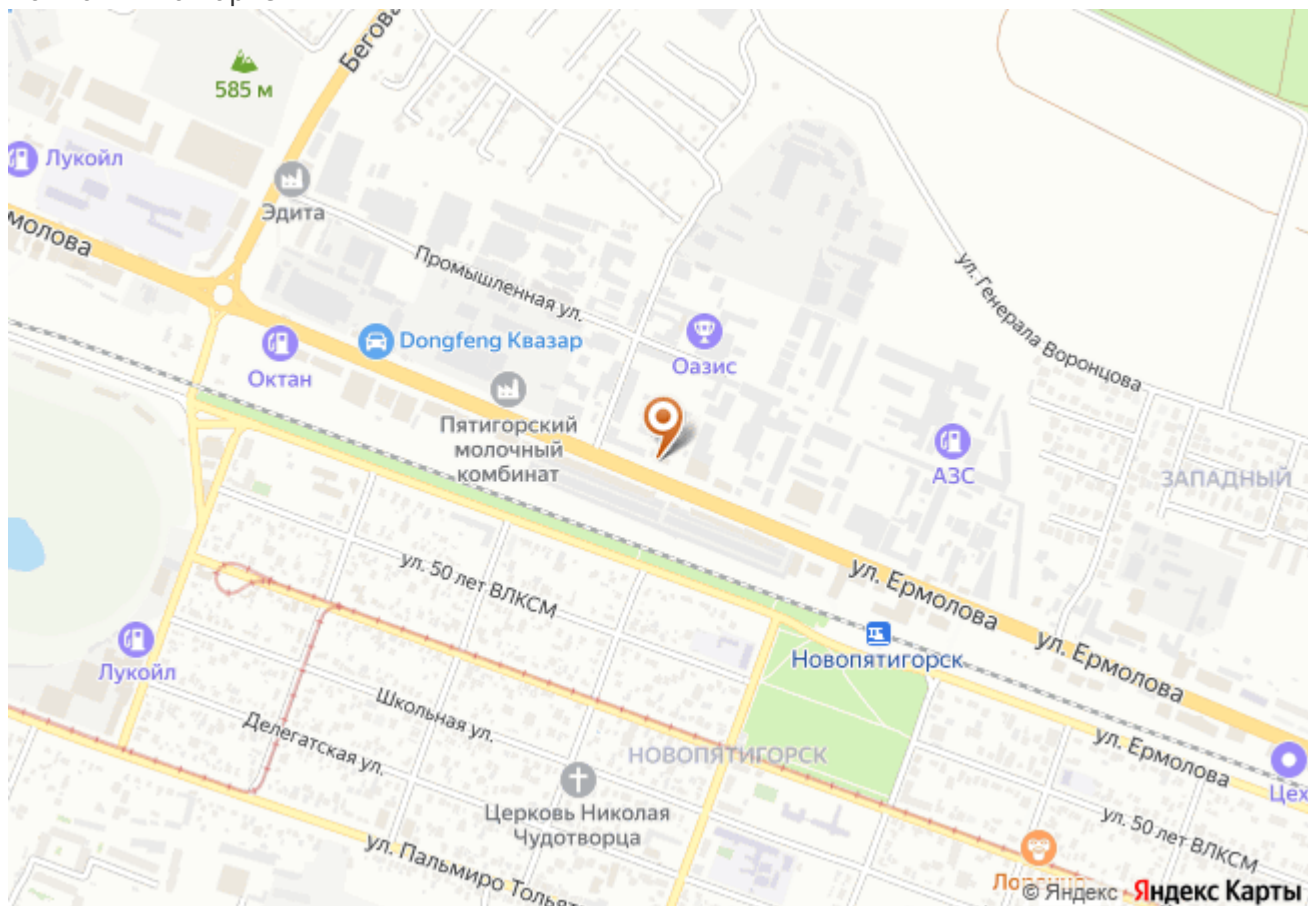 Беговая
585 м
Лукойл
Эдита
Ермолова
Промышленная ул.
ул. Генерала Воронцова
Dongfeng Квазар
Оазис
Октан
Пятигорский
молочный
комбинат
АЗС
ЗАПАДНЫЙ
ул. 50 лет ВЛКСМ
ул. Ермолова
ул. Ермолова
Новопятигорск
Лукойл
Школьная ул.
Делегатская ул.
НОВОПЯТИГОРСК
ул. Ермолова
Цех
Церковь Николая
Чудотворца
ул. 50 лет ВЛКСМ
ул. Пальмиро Тольят
© Яндекс Яндекс Карты